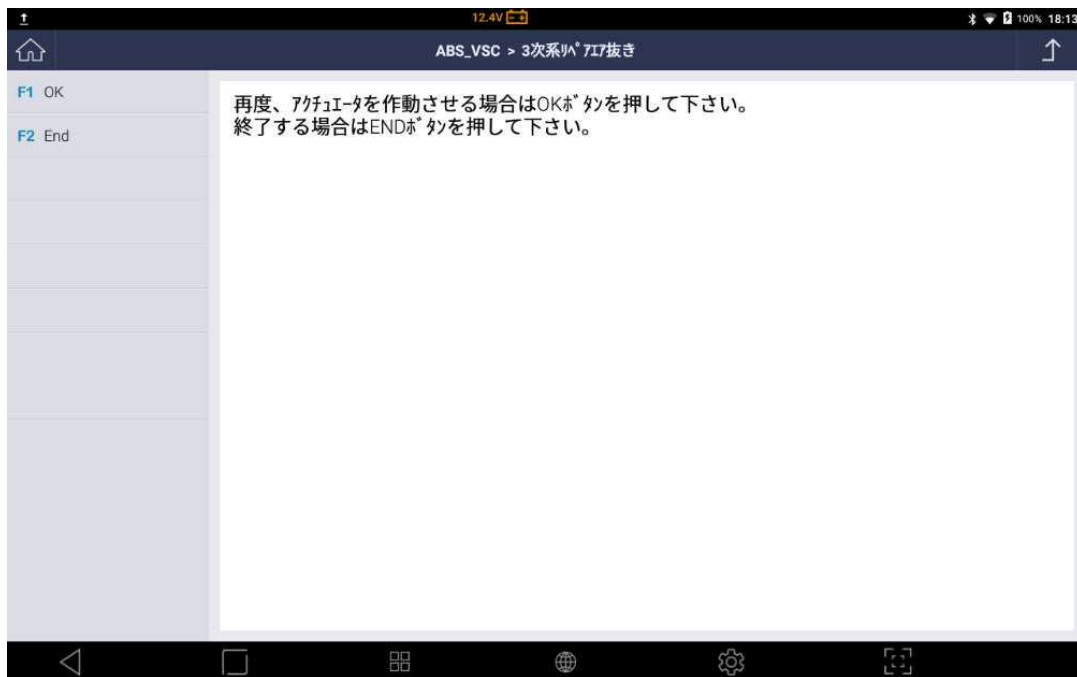 12.4V
100% 18:13
ABS_VSC > 3次系ﾘﾍﾟｱｴｱ抜き
F1 OK
F2 End
再度、ｱｸﾁｭｴｰﾀを作動させる場合はOKﾎﾞﾀﾝを押して下さい。
終了する場合はENDﾎﾞﾀﾝを押して下さい。